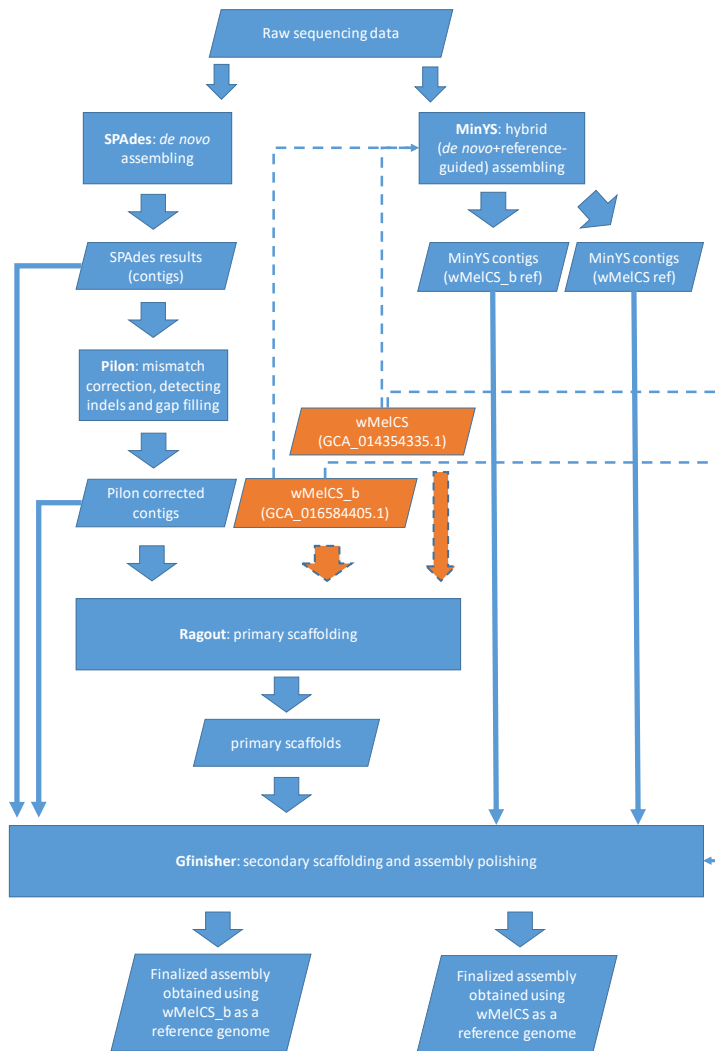 Raw sequencing data
SPAdes: de novo
assembling
MinYS: hybrid
(de novo+reference-
guided) assembling
SPAdes results
(contigs)
MinYS contigs
(wMelCS_b ref)
MinYS contigs
(wMelCS ref)
Pilon: mismatch
correction, detecting
indels and gap filling
wMelCS
(GCA_014354335.1)
Pilon corrected
contigs
wMelCS_b
(GCA_016584405.1)
Ragout: primary scaffolding
primary scaffolds
Gfinisher: secondary scaffolding and assembly polishing
Finalized assembly
obtained using
wMelCS_b as a
reference genome
Finalized assembly
obtained using
wMelCS as a
reference genome